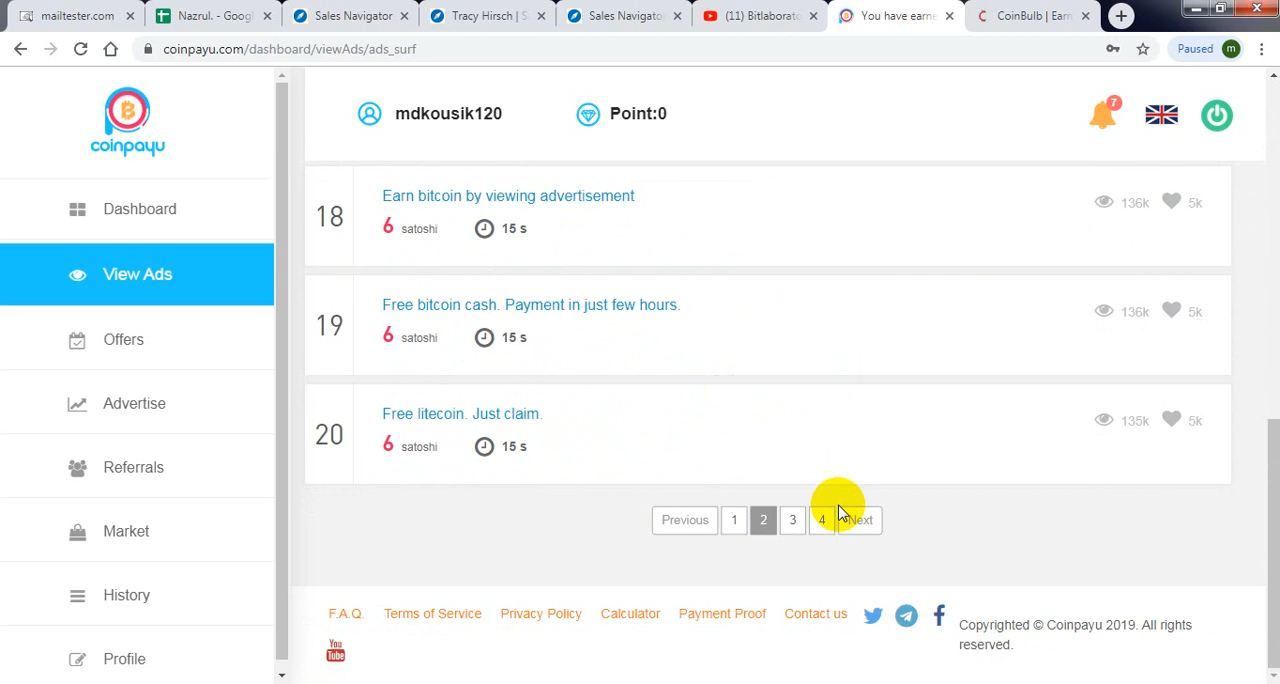 mailtester.com
Nazrul. - Googl
Sales Navigator
Tracy Hirsch | S
Sales Navigato
(11) Bitlaborato
You have earne
CoinBulb | Earn
coinpayu.com/dashboard/viewAds/ads_surf
Paused m
coinpayu
Dashboard
View Ads
Offers
Advertise
Referrals
Market
History
Profile
mdkousik120
Point:0
7
18
Earn bitcoin by viewing advertisement
6 satoshi 15 s
136k 5k
19
Free bitcoin cash. Payment in just few hours.
6 satoshi 15 s
136k 5k
20
Free litecoin. Just claim.
6 satoshi 15 s
135k 5k
Previous 1 2 3 4 Next
F.A.Q. Terms of Service Privacy Policy Calculator Payment Proof Contact us
You Tube
Copyrighted © Coinpayu 2019. All rights
reserved.